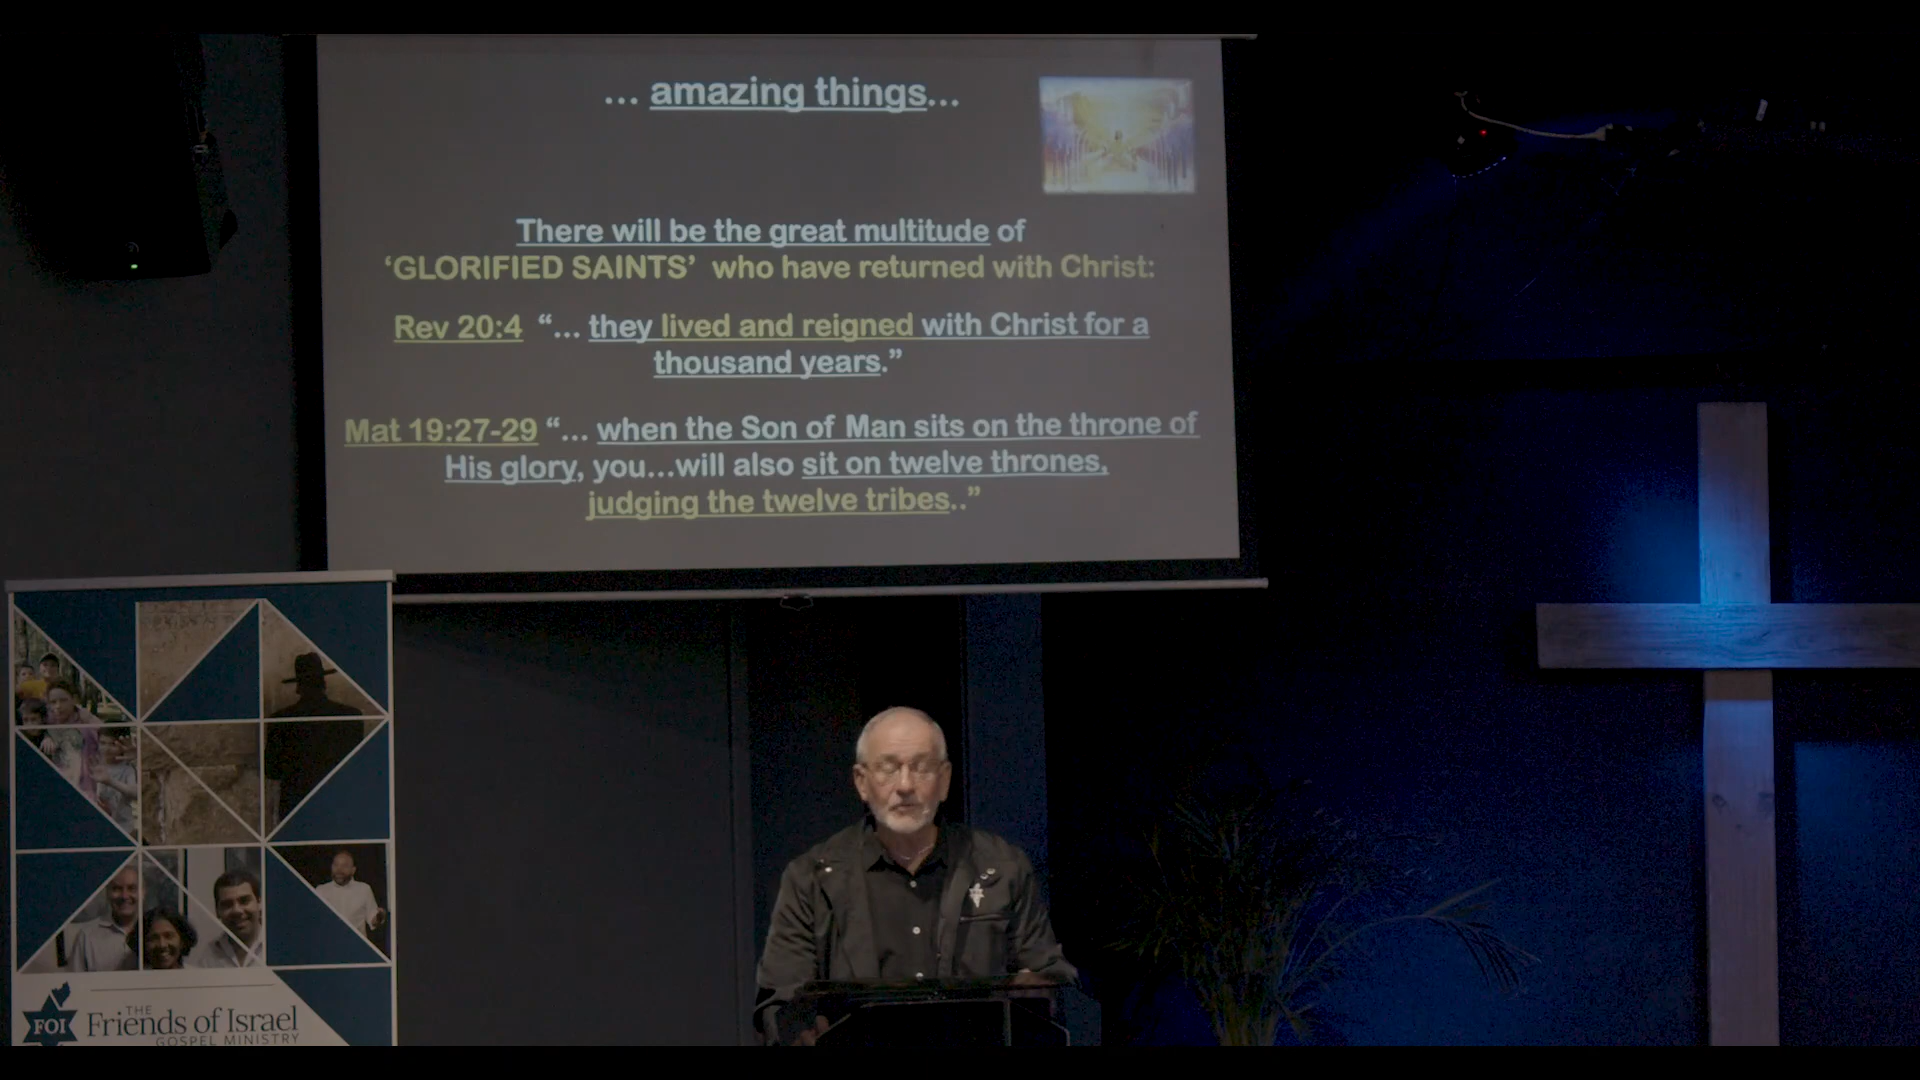 ... amazing things...
There will be the great multitude of
‘GLORIFIED SAINTS’ who have returned with Christ:
Rev 20:4 “... they lived and reigned with Christ for a
thousand years.”
Mat 19:27-29 “... when the Son of Man sits on the throne of
His glory, you...will also sit on twelve thrones,
judging the twelve tribes..”
FOI
THE
Friends of Israel
GOSPEL MINISTRY